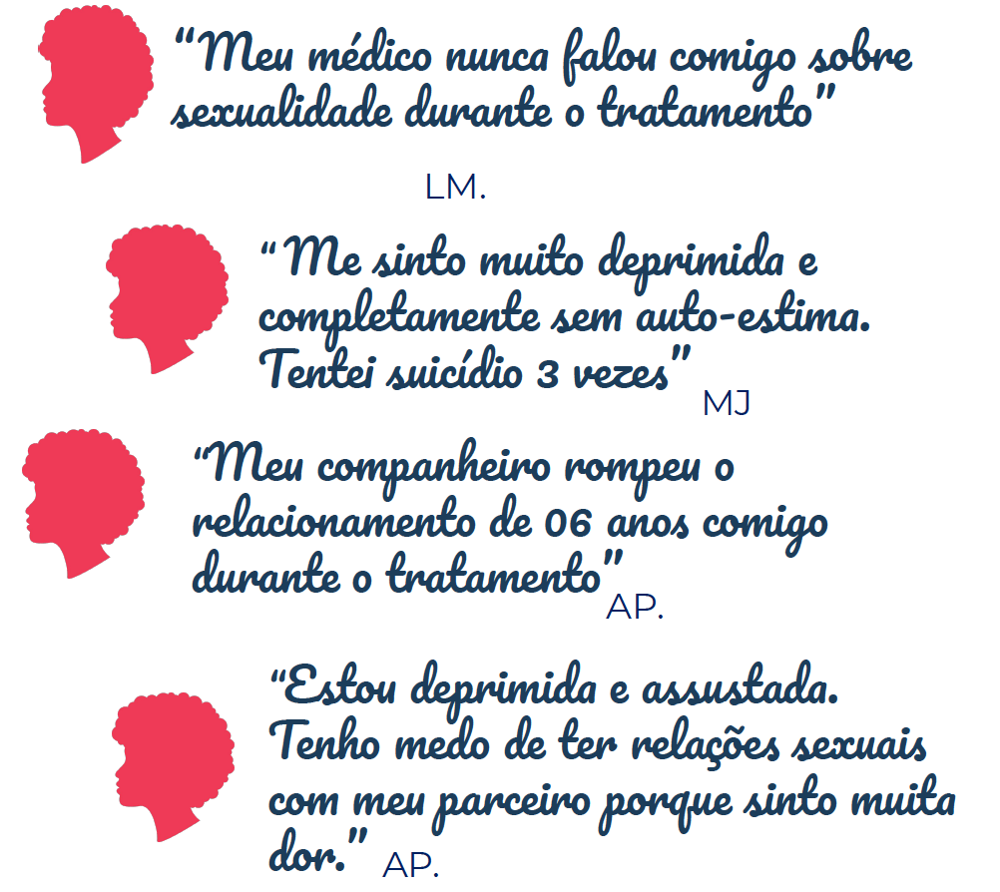 “Meu médico nunca falou comigo sobre
sexualidade durante o tratamento”
LM.
“Me sinto muito deprimida e
completamente sem auto-estima.
Tentei suicídio 3 vezes”
MJ
“Meu companheiro rompeu o
relacionamento de 06 anos comigo
durante o tratamento”
AP.
“Estou deprimida e assustada.
Tenho medo de ter relações sexuais
com meu parceiro porque sinto muita
dor.”
AP.